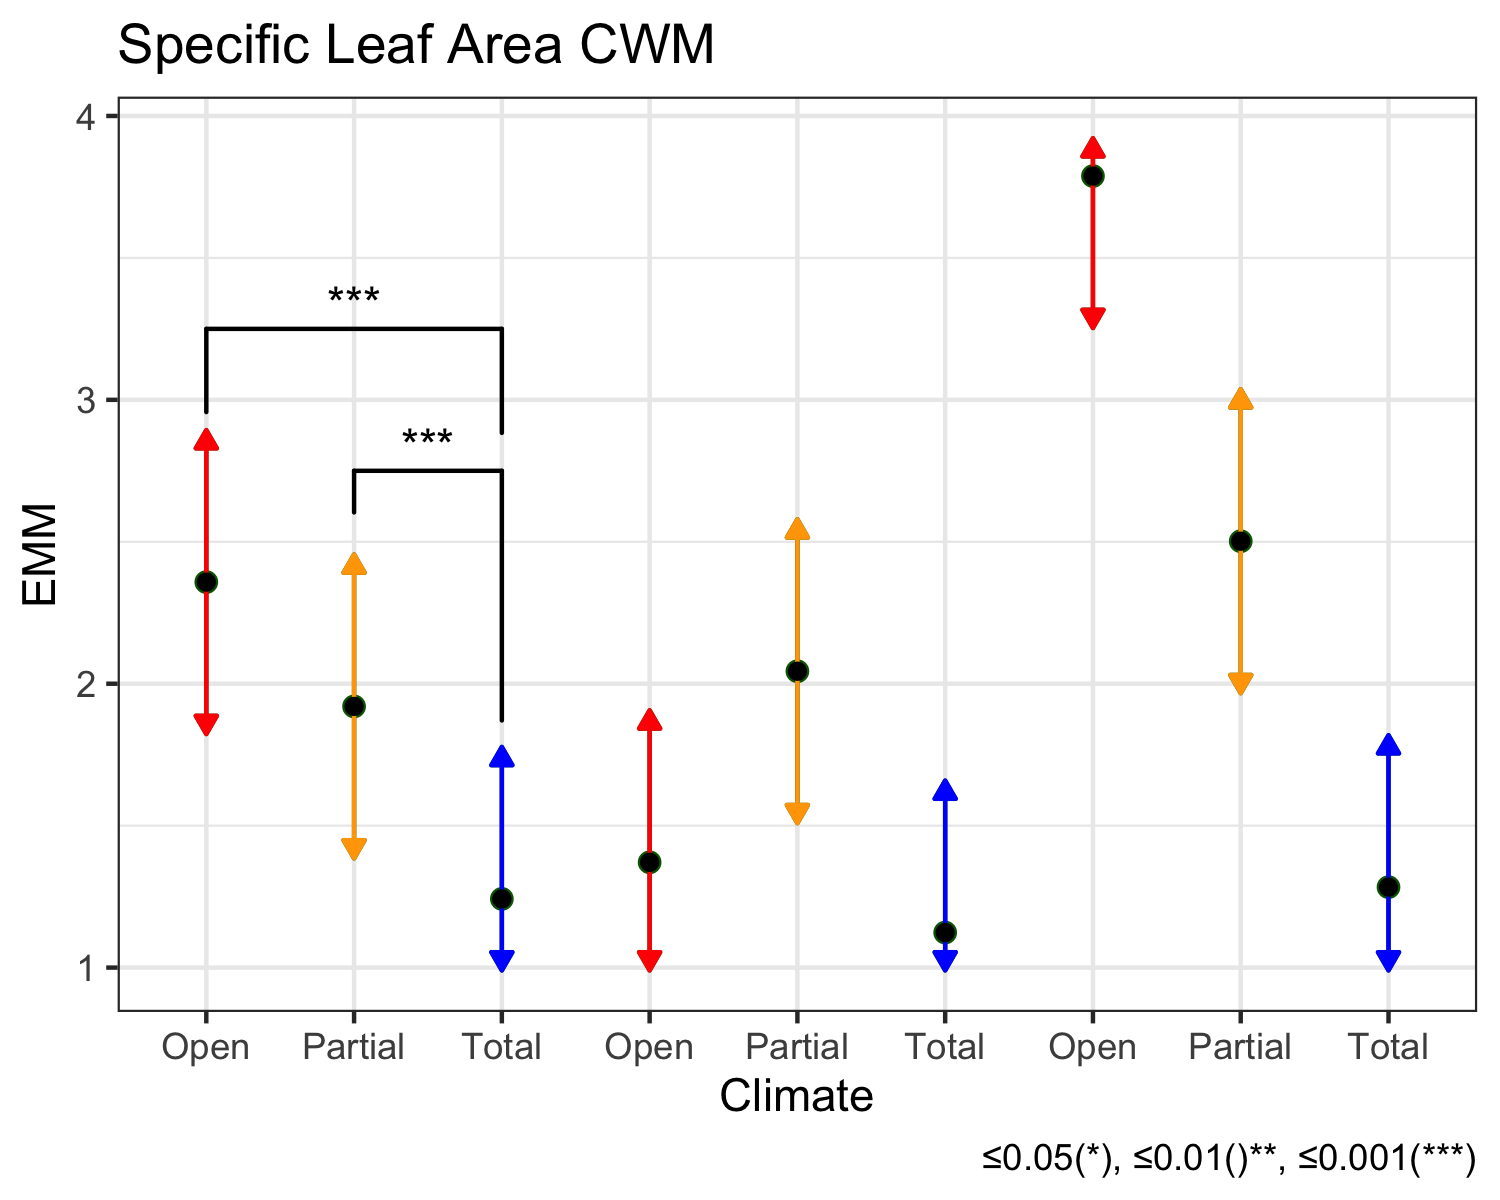 Specific Leaf Area CWM
4
3
2
1
EMM
***
***
Open Partial Total Open Partial Total Open Partial Total
Climate
≤0.05(*), ≤0.01()**, ≤0.001(***)